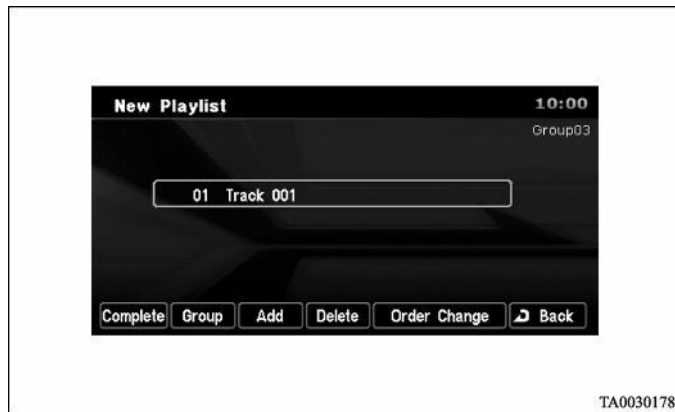 New Playlist 10:00
Group03
01 Track 001
Complete Group Add Delete Order Change Back
TA0030178